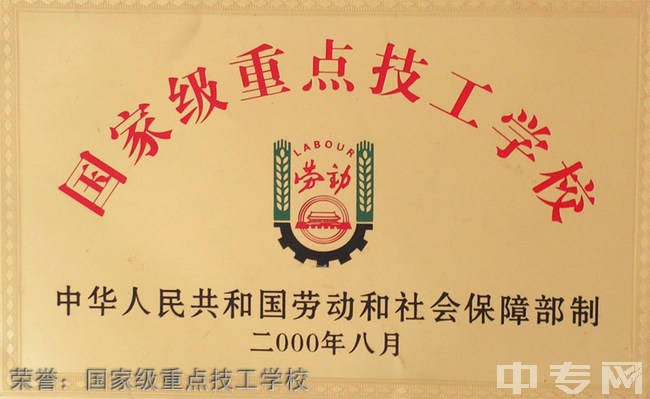 国家级重点技工学校
LABOUR
劳动
中华人民共和国劳动和社会保障部制
二000年八月
荣誉：国家级重点技工学校
中专网